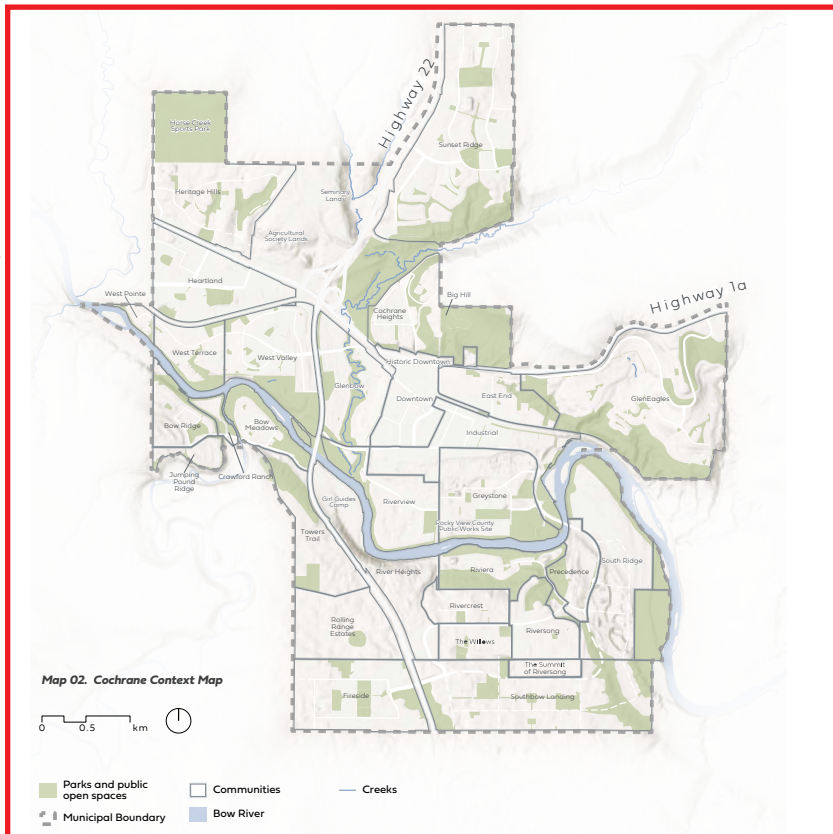 Highway 22
Horse Creek
Sports Park
Sunset Ridge
Heritage Hills
Seminary
Lands
Agricultural
Society Lands
Heartland
West Pointe
Big Hill
Highway 1a
Cochrane
Heights
West Terrace
West Valley
Historic Downtown
Glenbow
Downtown
East End
GlenEagles
Bow Ridge
Bow
Meadows
Industrial
Jumping
Pound
Ridge
Crawford Ranch
Girl Guides
Camp
Riverview
Greystone
Rocky View County
Public Works Site
Towers
Trail
River Heights
Riviera
Precedence
South Ridge
Rivercrest
Rolling
Range
Estates
The Willows
Riversong
The Summit
of Riversong
Fireside
Southbow Landing
Map 02. Cochrane Context Map
0 0.5 km
Parks and public
open spaces
Communities
Creeks
Municipal Boundary
Bow River